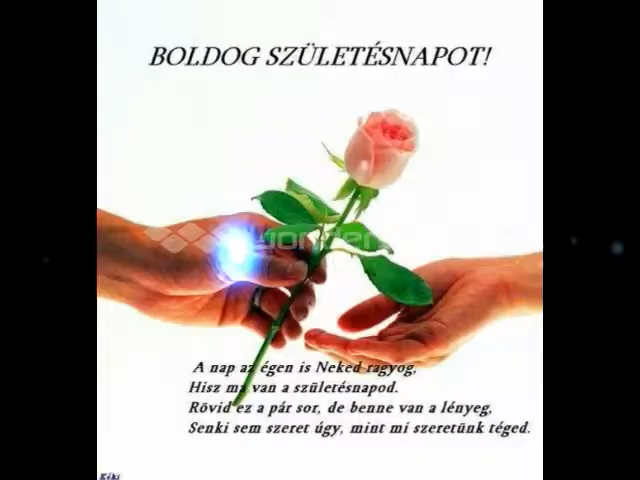 BOLDOG SZÜLETÉSNAPOT!
A nap az égen is Neked ragyog,
Hisz ma van a születésnapod.
Rövid ez a pár sor, de benne van a lényeg,
Senki sem szeret úgy, mint mi szeretünk téged.
Kiki